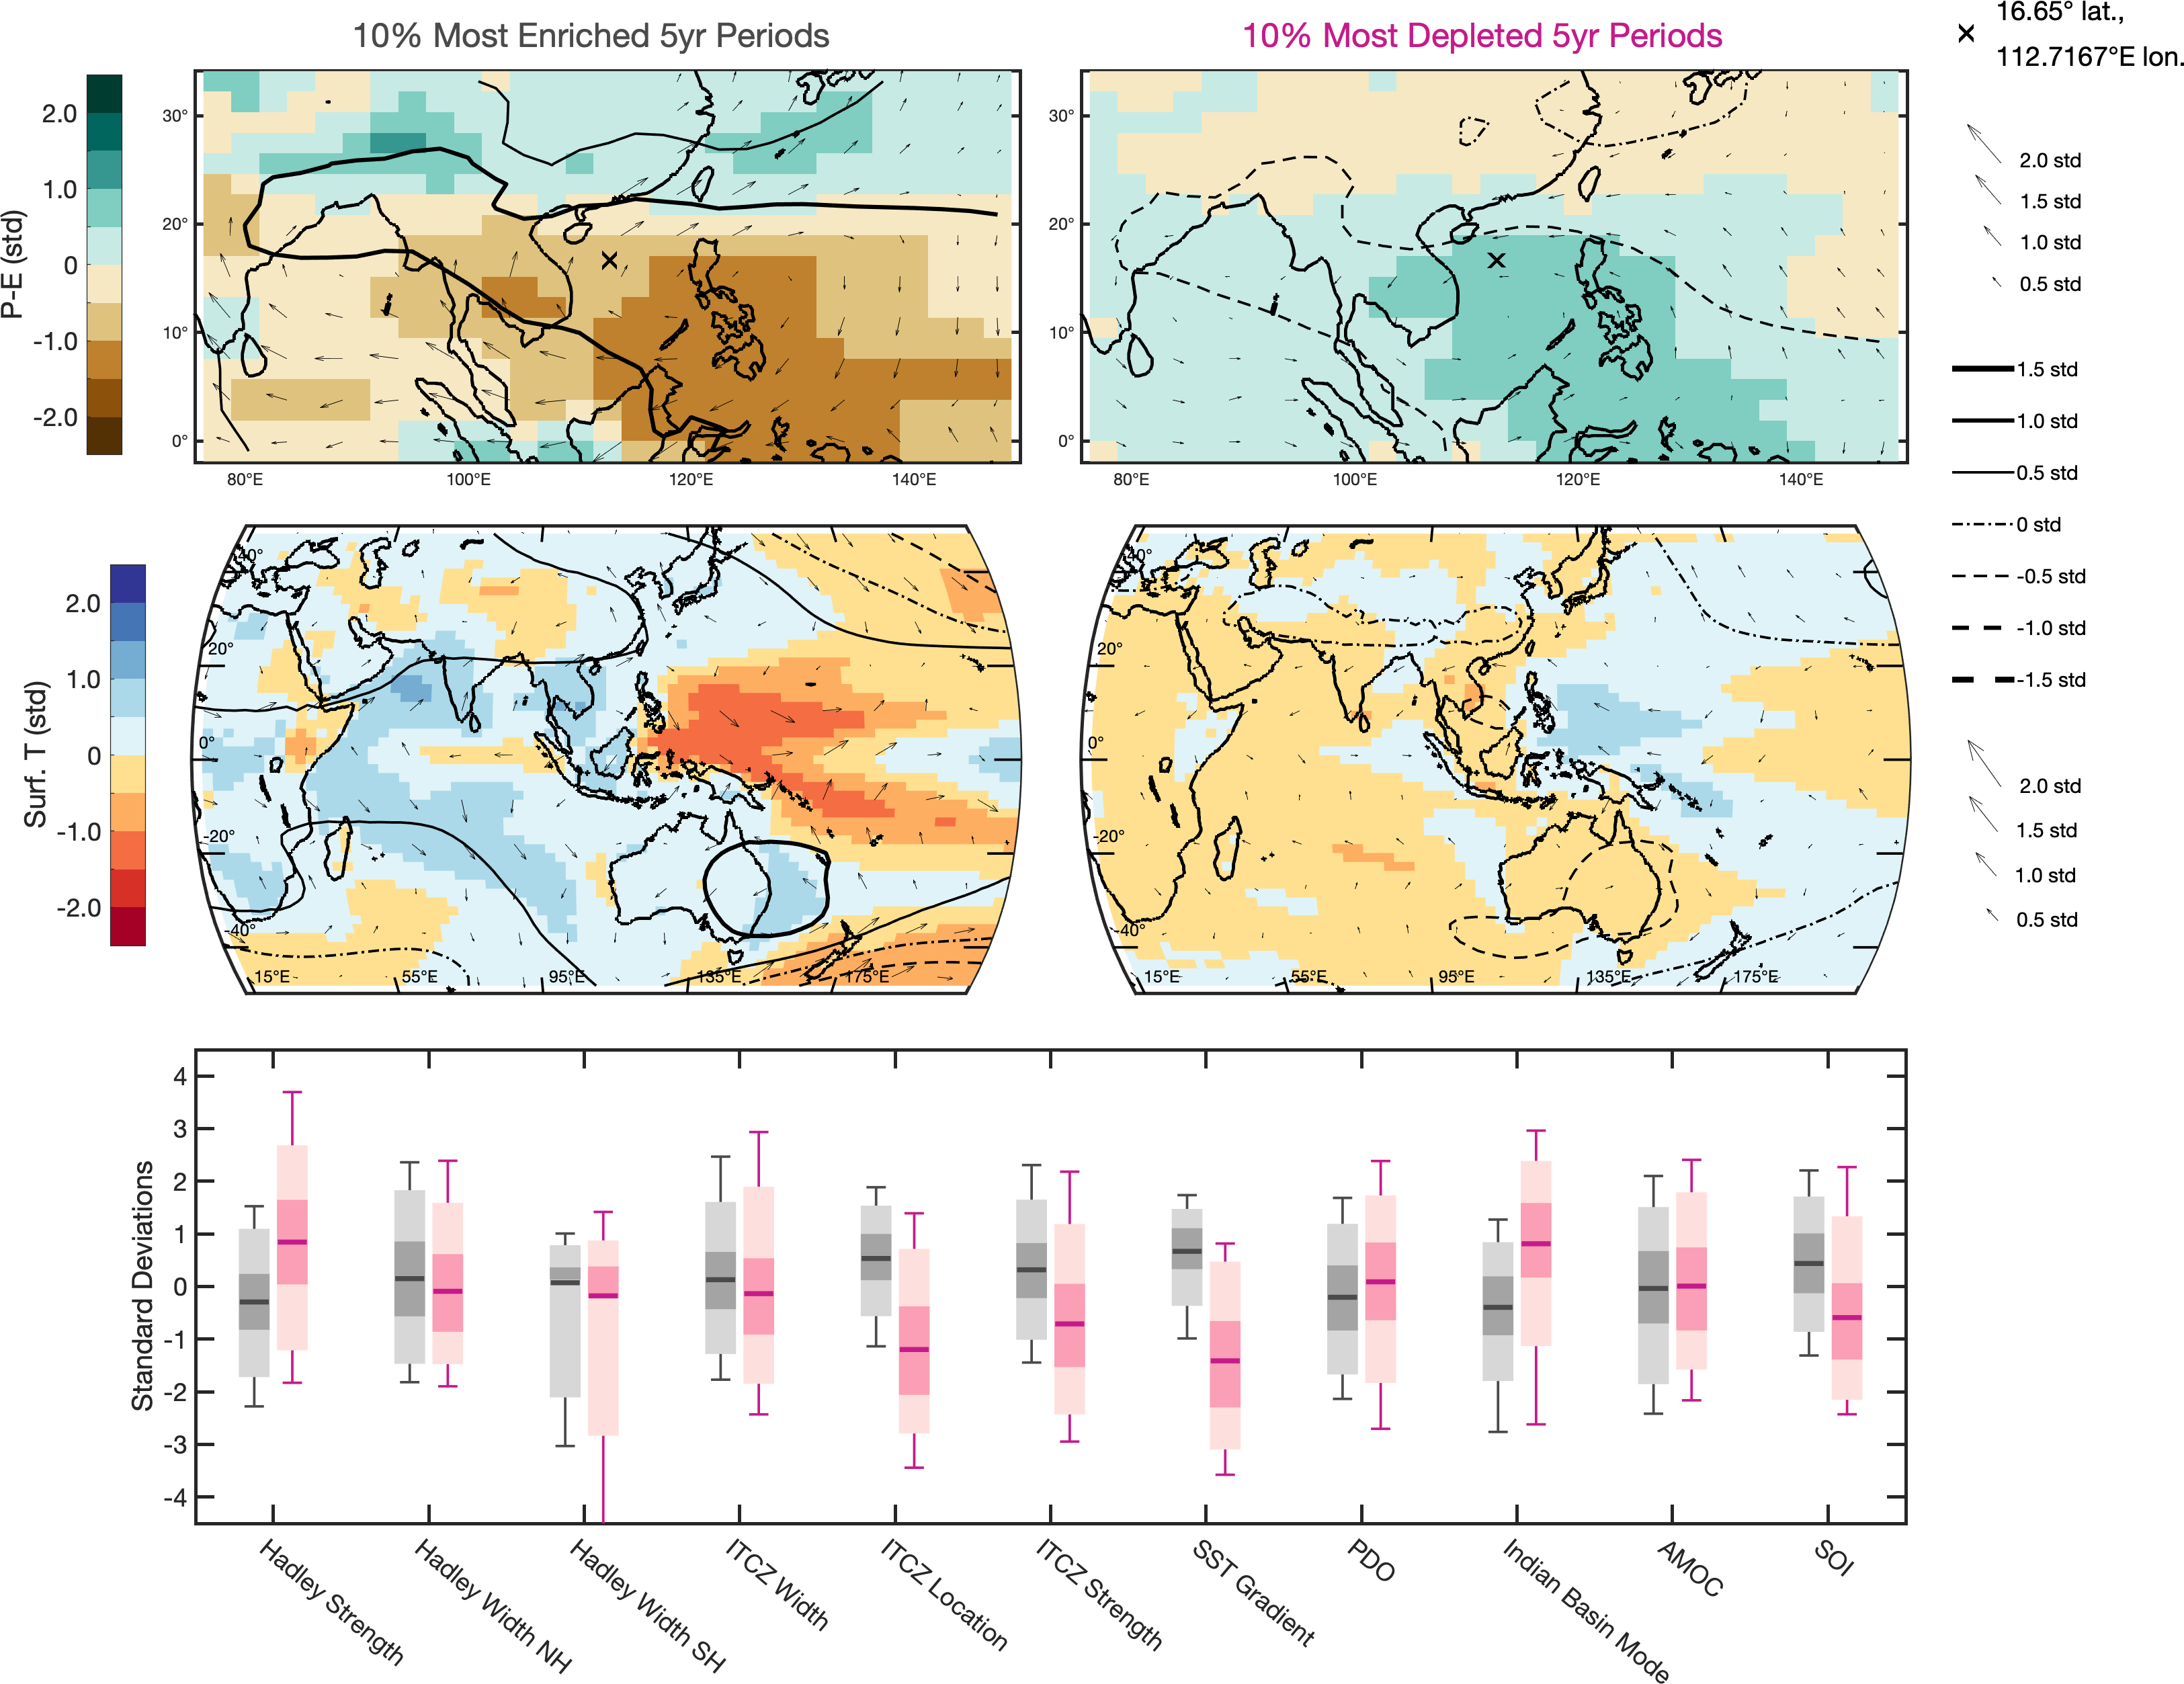 10% Most Enriched 5yr Periods
10% Most Depleted 5yr Periods
16.65° lat.,
112.7167°E lon.
P-E (std)
2.0
1.0
0
-1.0
-2.0
30°
20°
10°
0°
80°E
100°E
120°E
140°E
30°
20°
10°
0°
80°E
100°E
120°E
140°E
2.0 std
1.5 std
1.0 std
0.5 std
1.5 std
1.0 std
0.5 std
0 std
-0.5 std
-1.0 std
-1.5 std
2.0 std
1.5 std
1.0 std
0.5 std
Surf. T (std)
2.0
1.0
0
-1.0
-2.0
40°
20°
0°
-20°
-40°
15°E
55°E
95°E
135°E
175°E
40°
20°
0°
-20°
-40°
15°E
55°E
95°E
135°E
175°E
Standard Deviations
4
3
2
1
0
-1
-2
-3
-4
Hadley Strength
Hadley Width NH
Hadley Width SH
ITCZ Width
ITCZ Location
ITCZ Strength
SST Gradient
PDO
Indian Basin Mode
AMOC
SOI